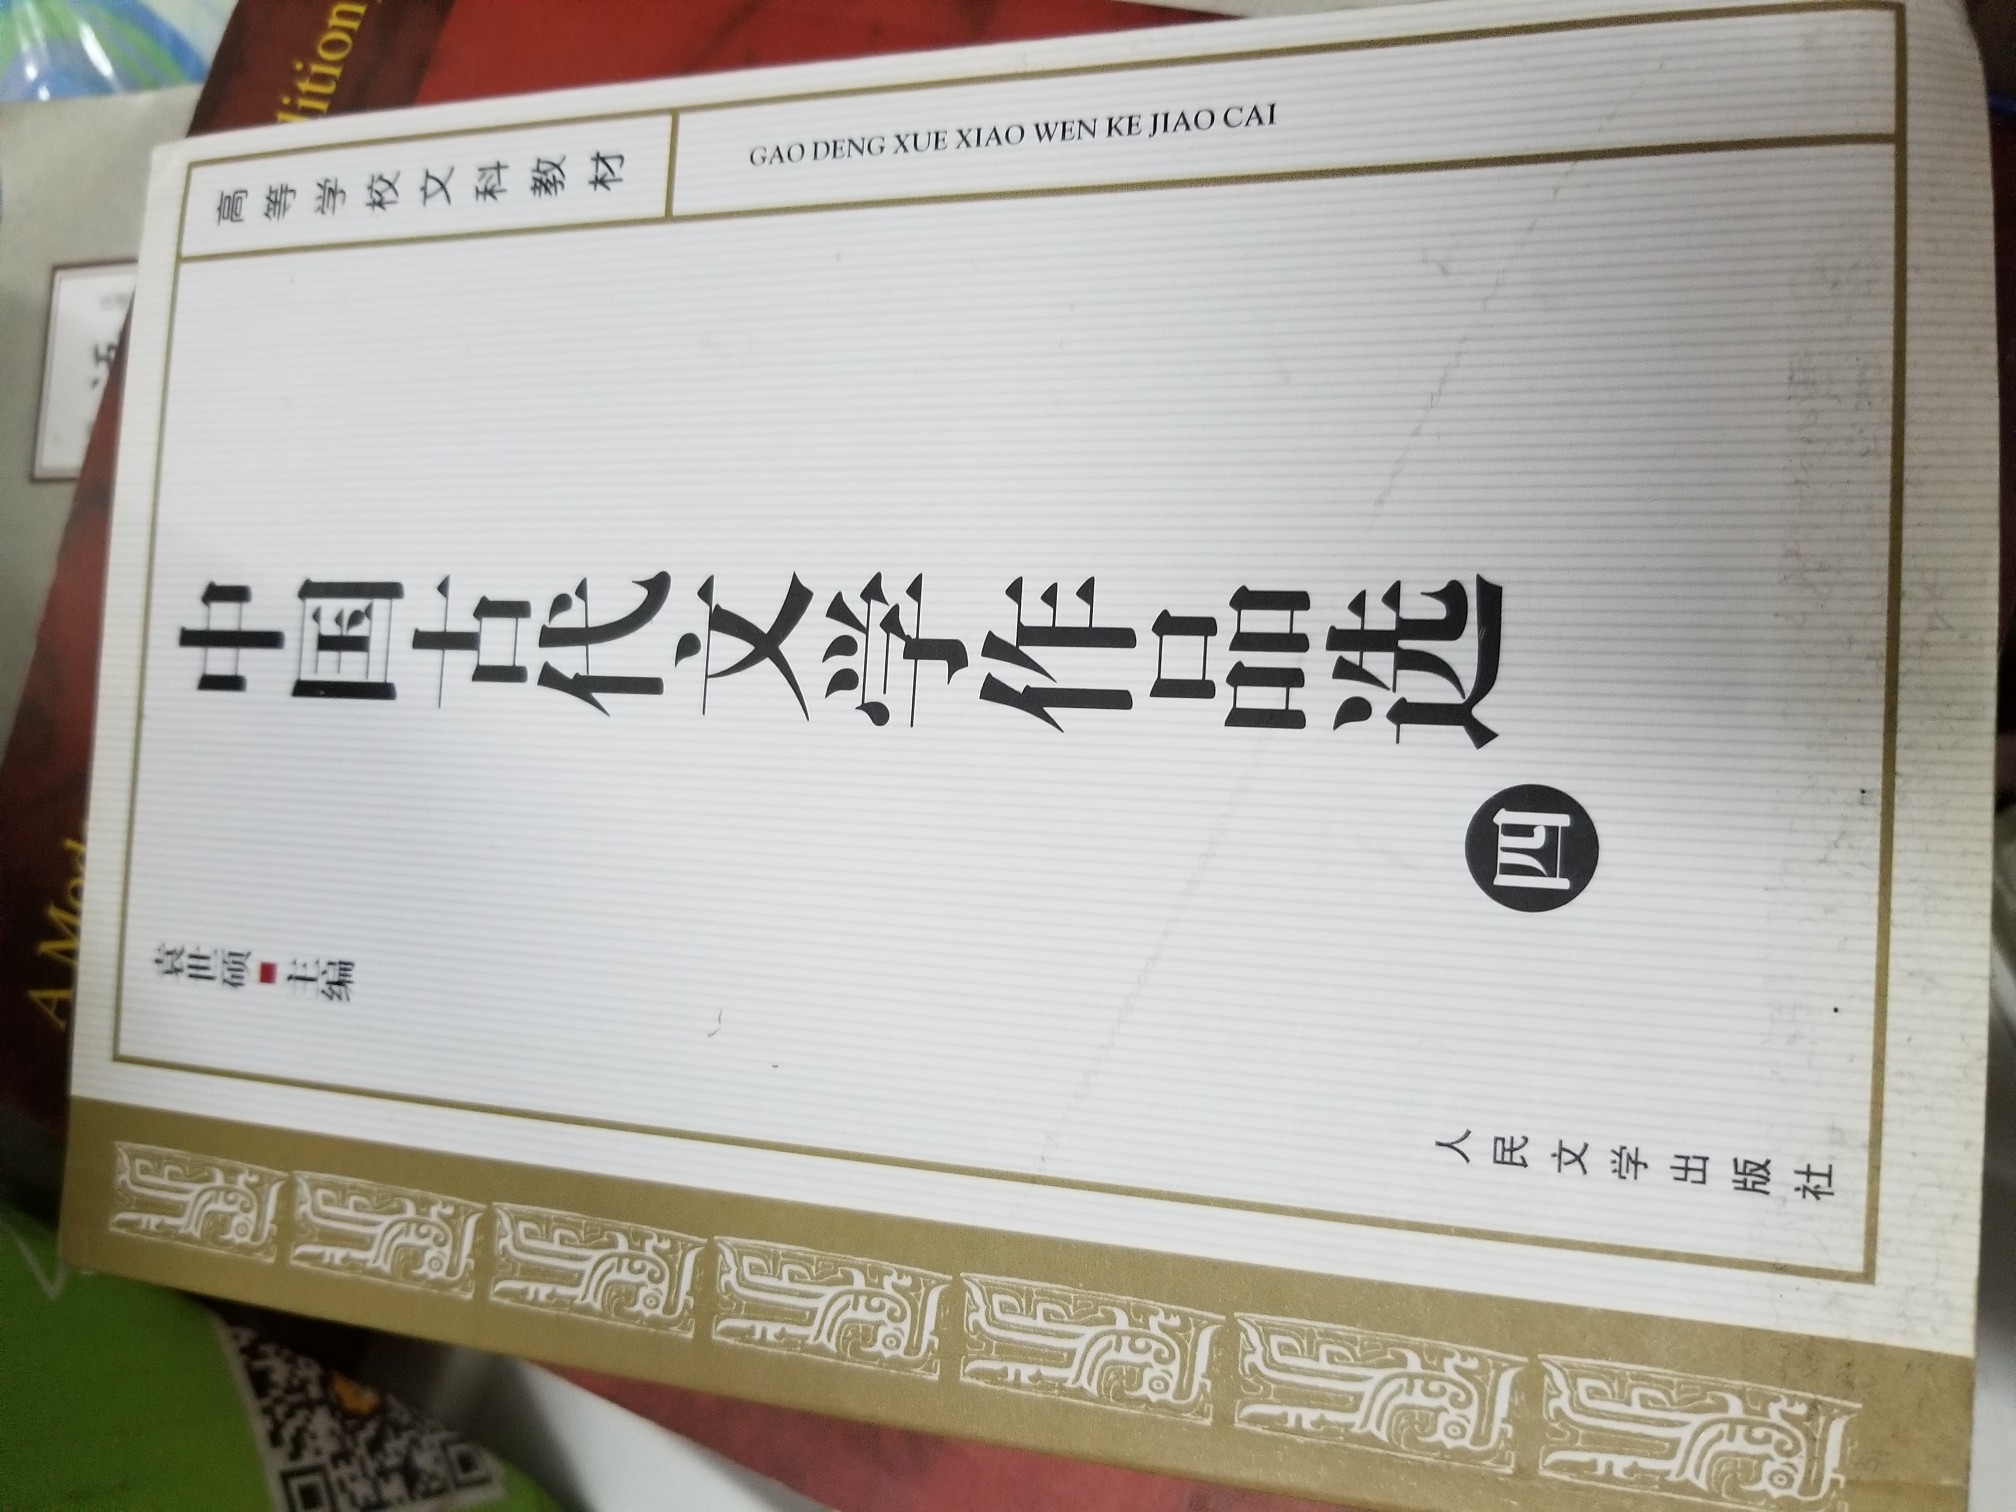 高等学校文科教材
GAO DENG XUE XIAO WEN KE JIAO CAI
中国古代文学作品选
四
袁世硕
主编
人民文学出版社
A